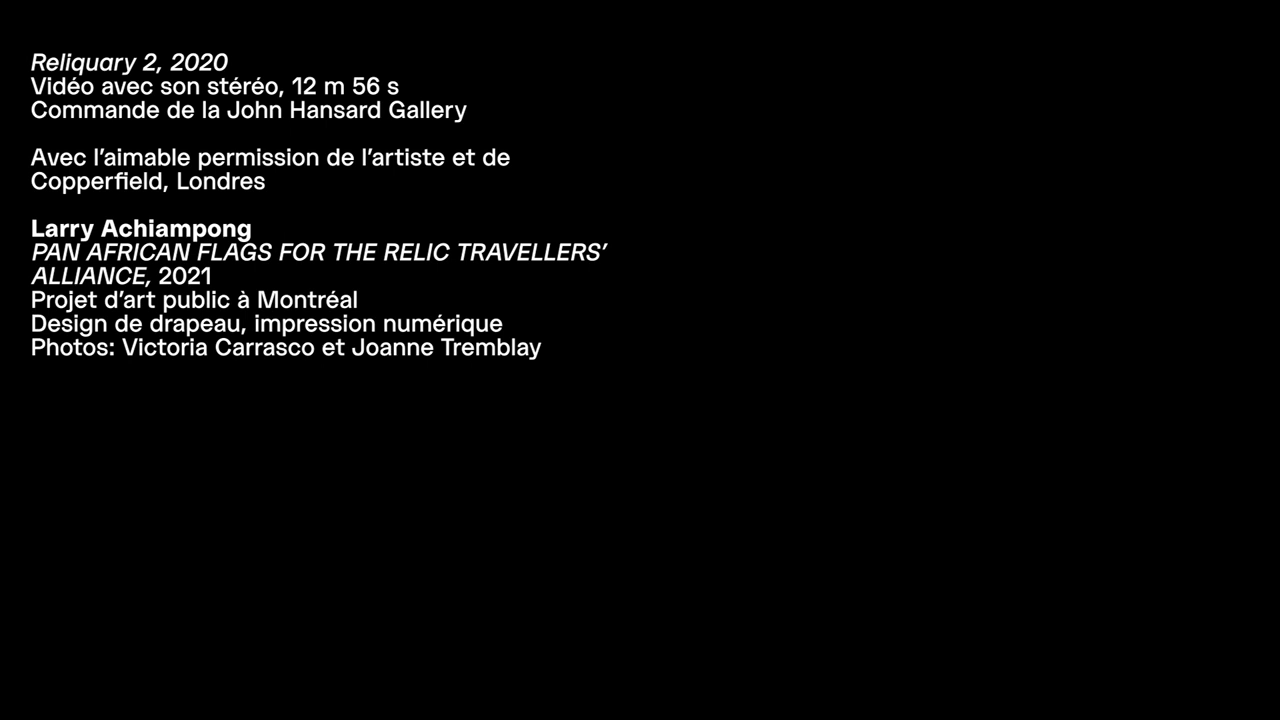 Reliquary 2, 2020
Vidéo avec son stéréo, 12 m 56 s
Commande de la John Hansard Gallery
Avec l’aimable permission de l’artiste et de
Copperfield, Londres
Larry Achiampong
PAN AFRICAN FLAGS FOR THE RELIC TRAVELLERS’
ALLIANCE, 2021
Projet d’art public à Montréal
Design de drapeau, impression numérique
Photos: Victoria Carrasco et Joanne Tremblay